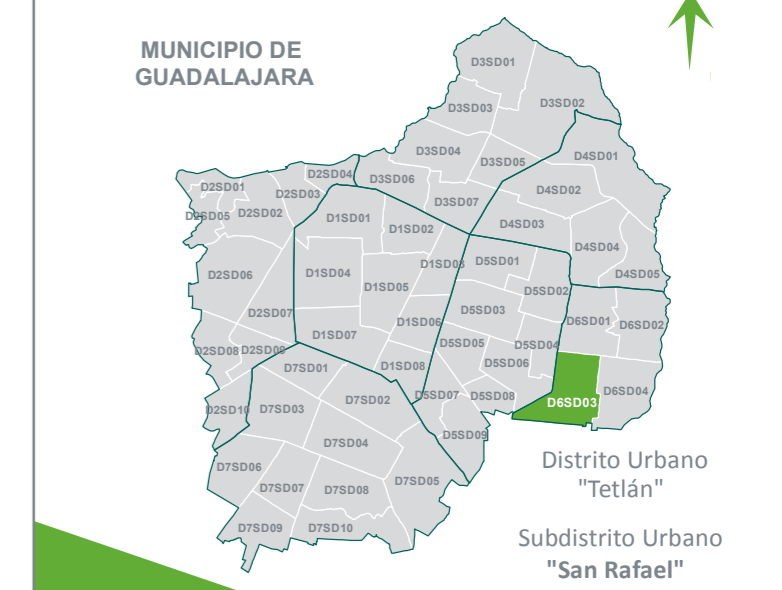 MUNICIPIO DE
GUADALAJARA
D3SD01
D3SD02
D3SD03
D3SD04
D4SD01
D3SD05
D2SD04
D3SD06
D2SD01
D2SD03
D4SD02
D3SD07
D2SD05
D2SD02
D1SD01
D1SD02
D4SD03
D4SD04
D1SD03
D5SD01
D2SD06
D1SD04
D4SD05
D1SD05
D5SD02
D2SD07
D5SD03
D1SD06
D6SD01
D6SD02
D1SD07
D5SD05
D5SD04
D2SD08
D2SD09
D5SD06
D7SD01
D1SD08
D6SD04
D7SD02
D5SD07
D5SD08
D6SD03
D2SD10
D7SD03
D5SD09
D7SD04
D7SD06
D7SD05
D7SD07
D7SD08
D7SD09
D7SD10
Distrito Urbano
"Tetlán"
Subdistrito Urbano
"San Rafael"